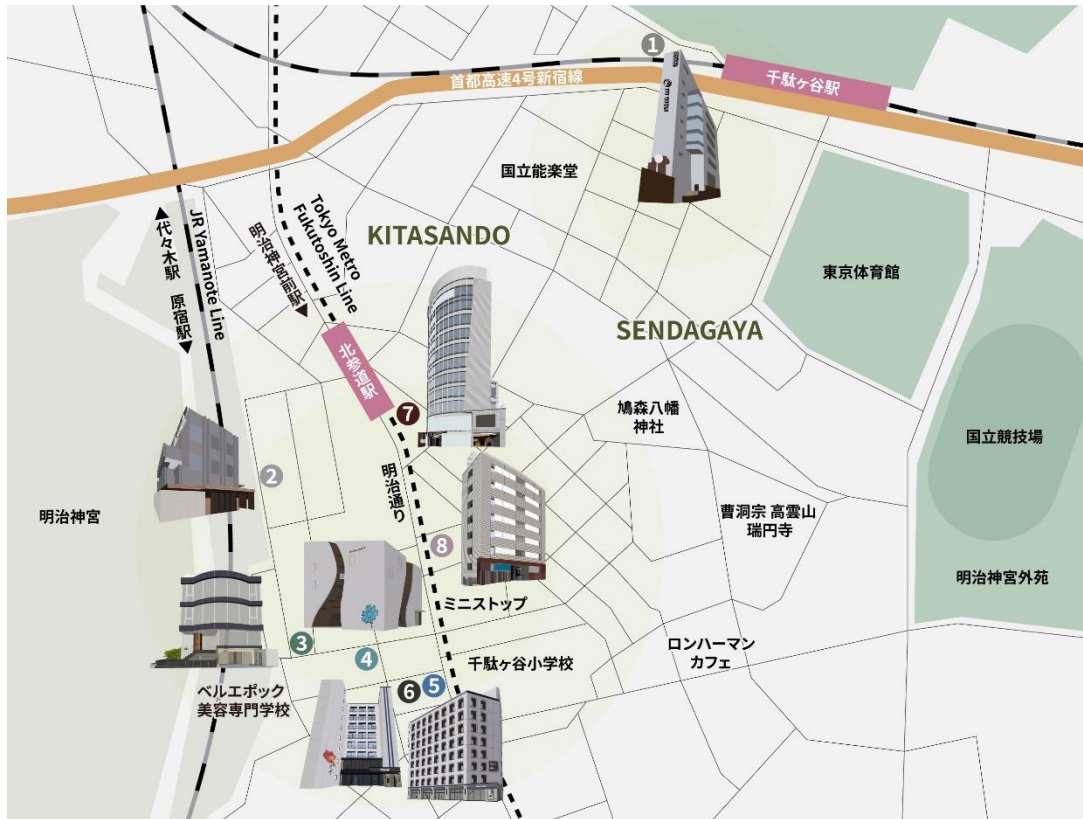 1
首都高速4号新宿線
千駄ヶ谷駅
国立能楽堂
KITASANDO
Tokyo Metro
Fukutoshin Line
明治神宮前駅▶
◀代々木駅 原宿駅▶
JR Yamanote Line
東京体育館
SENDAGAYA
北参道駅
7
鳩森八幡
神社
国立競技場
2
明治通り
明治神宮
曹洞宗 高雲山
瑞円寺
8
明治神宮外苑
ミニストップ
3
4
ロンハーマン
カフェ
千駄ヶ谷小学校
6
5
ベルエポック
美容専門学校